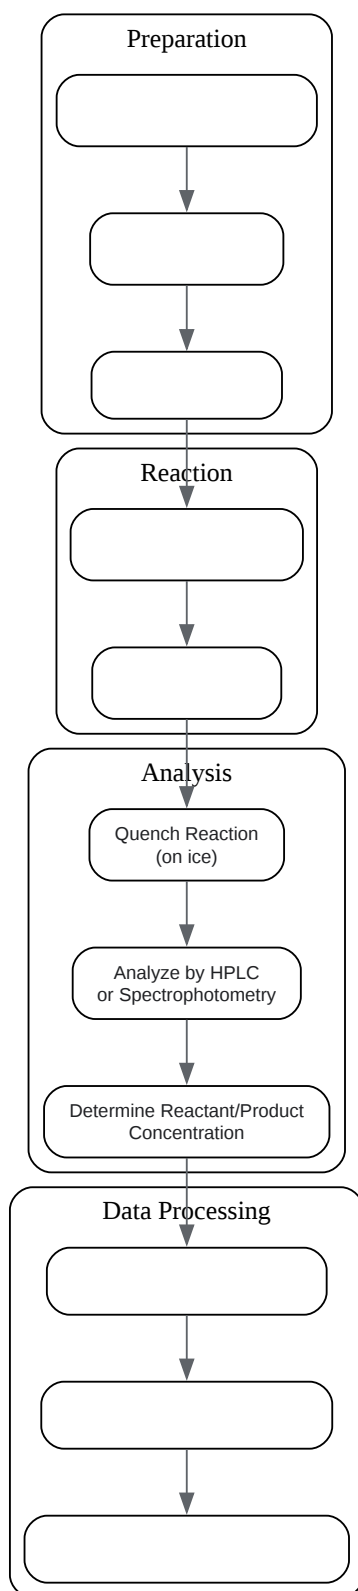 Preparation
Reaction
Analysis
Quench Reaction
(on ice)
Analyze by HPLC
or Spectrophotometry
Determine Reactant/Product
Concentration
Data Processing